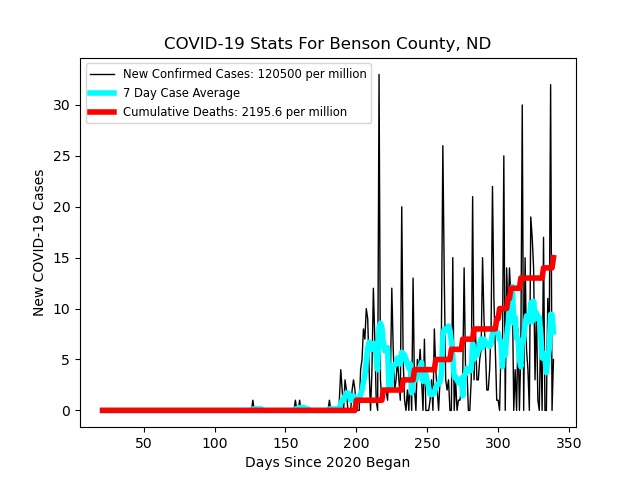 COVID-19 Stats For Benson County, ND
New Confirmed Cases: 120500 per million
7 Day Case Average
Cumulative Deaths: 2195.6 per million
New COVID-19 Cases
30
25
20
15
10
5
0
50
100
150
200
250
300
350
Days Since 2020 Began